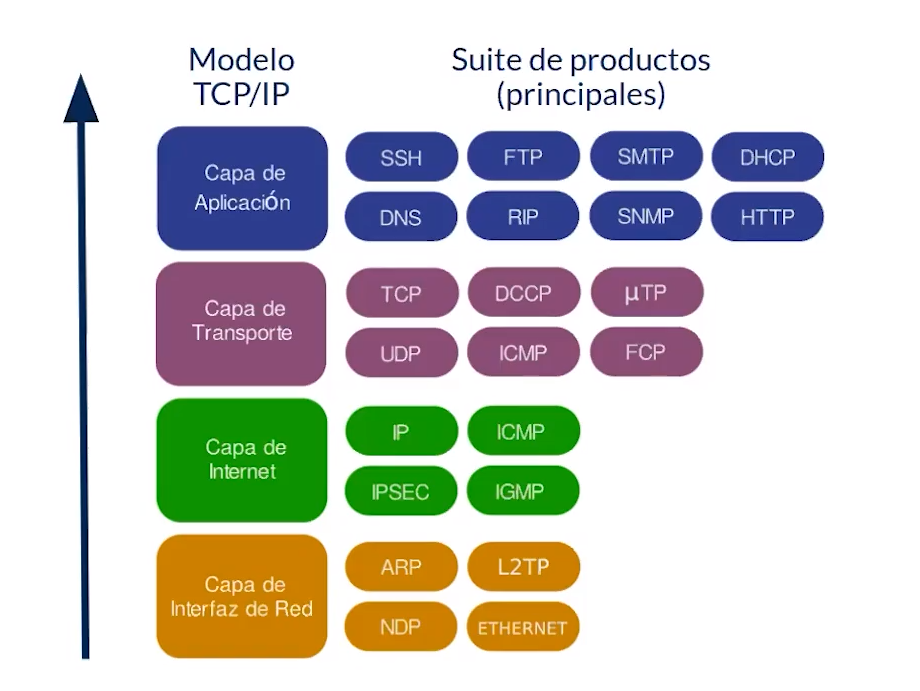 Modelo
TCP/IP
Suite de productos
(principales)
Capa de
Aplicación
SSH
FTP
SMTP
DHCP
DNS
RIP
SNMP
HTTP
Capa de
Transporte
TCP
DCCP
µTP
UDP
ICMP
FCP
Capa de
Internet
IP
ICMP
IPSEC
IGMP
Capa de
Interfaz de Red
ARP
L2TP
NDP
ETHERNET